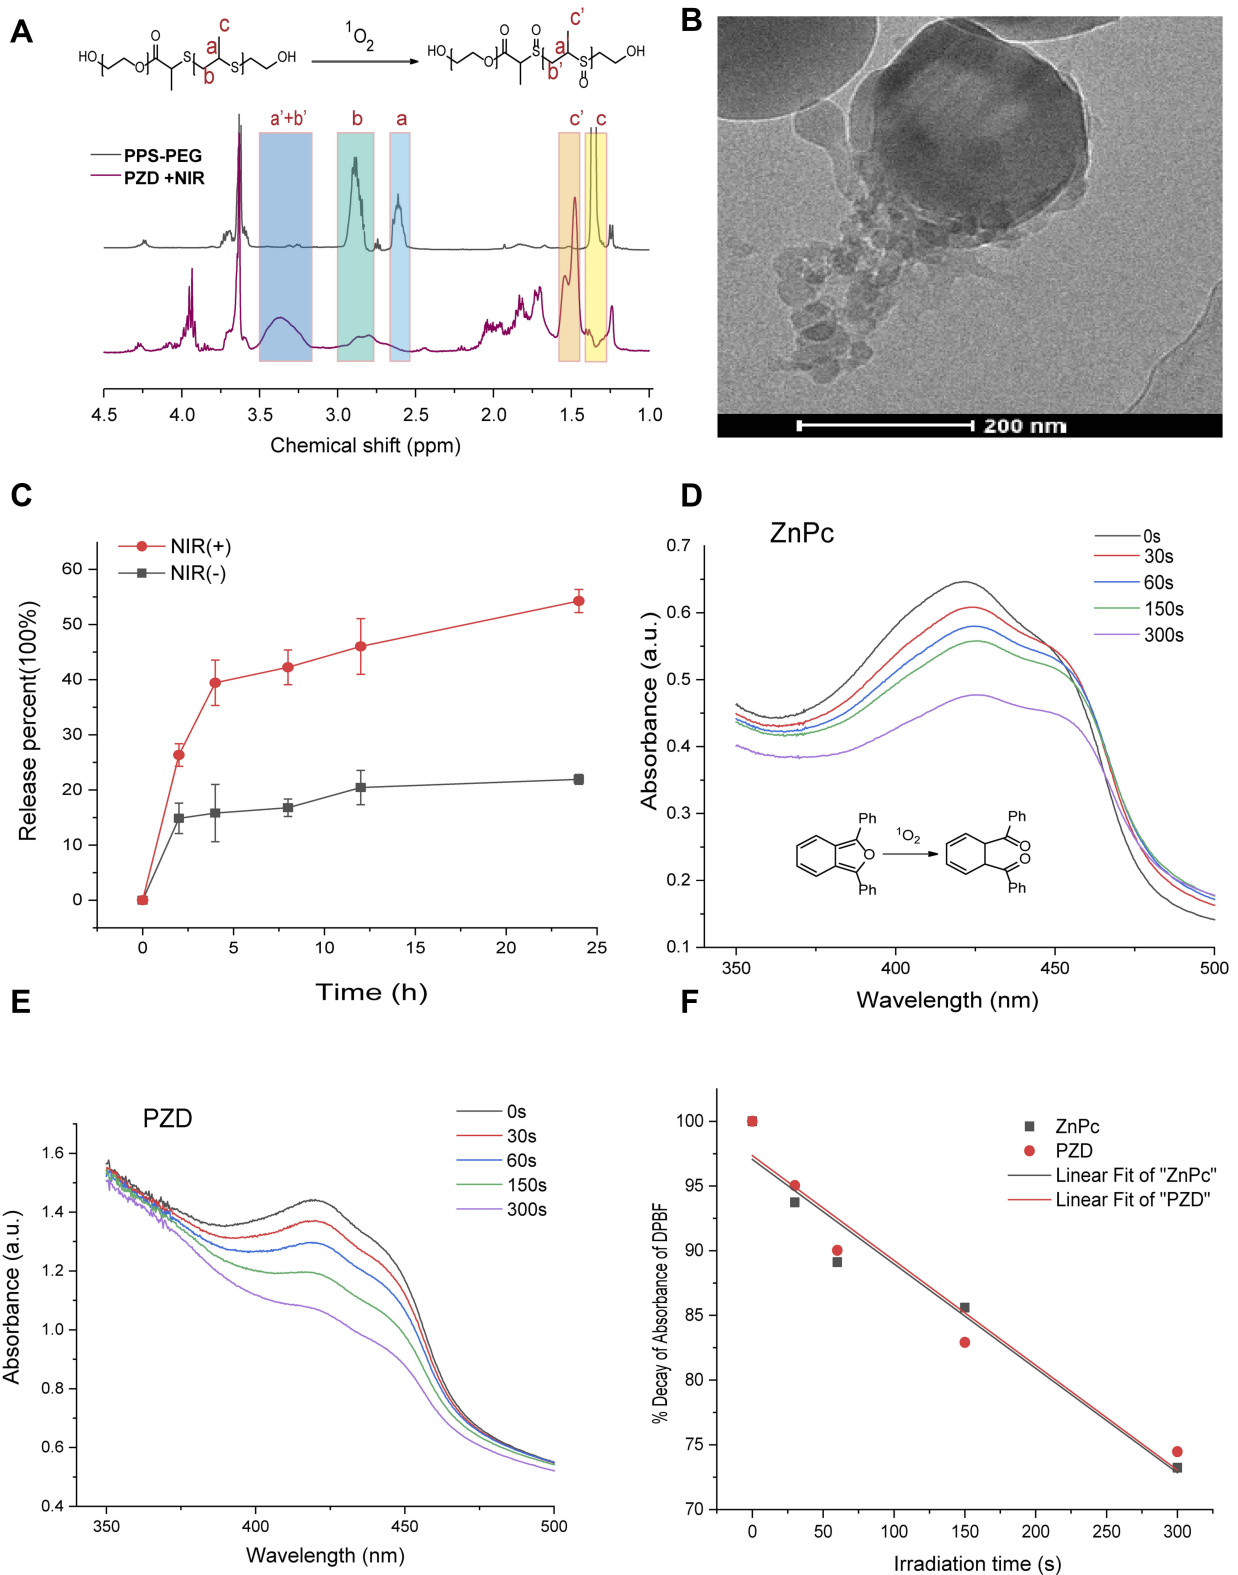 A
HO
O
O
S
a
c
b
S
OH
¹O₂
HO
O
O
O
S
a
c'
b'
S
O
OH
a'+b'
b
a
c'
c
PPS-PEG
PZD +NIR
4.5
4.0
3.5
3.0
2.5
2.0
1.5
1.0
Chemical shift (ppm)
B
200 nm
C
NIR(+)
NIR(-)
60
50
40
30
20
10
0
0
5
10
15
20
25
Release percent(100%)
Time (h)
D
ZnPc
0s
30s
60s
150s
300s
0.7
0.6
0.5
0.4
0.3
0.2
0.1
350
400
450
500
Absorbance (a.u.)
Wavelength (nm)
Ph
O
Ph
¹O₂
Ph
O
O
Ph
E
PZD
0s
30s
60s
150s
300s
1.6
1.4
1.2
1.0
0.8
0.6
0.4
350
400
450
500
Absorbance (a.u.)
Wavelength (nm)
F
ZnPc
PZD
Linear Fit of "ZnPc"
Linear Fit of "PZD"
100
95
90
85
80
75
70
0
50
100
150
200
250
300
% Decay of Absorbance of DPBF
Irradiation time (s)